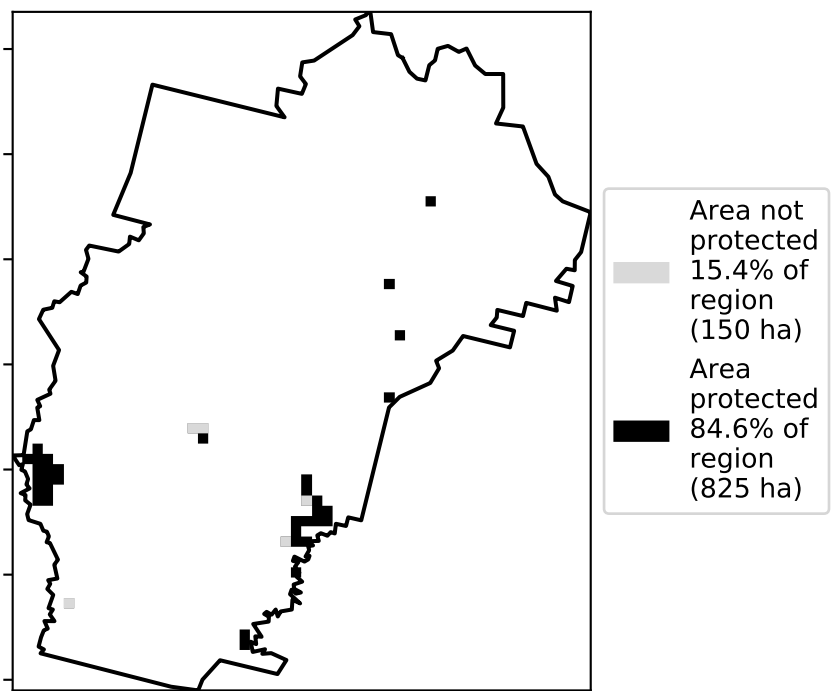 Area not
protected
15.4% of
region
(150 ha)
Area
protected
84.6% of
region
(825 ha)